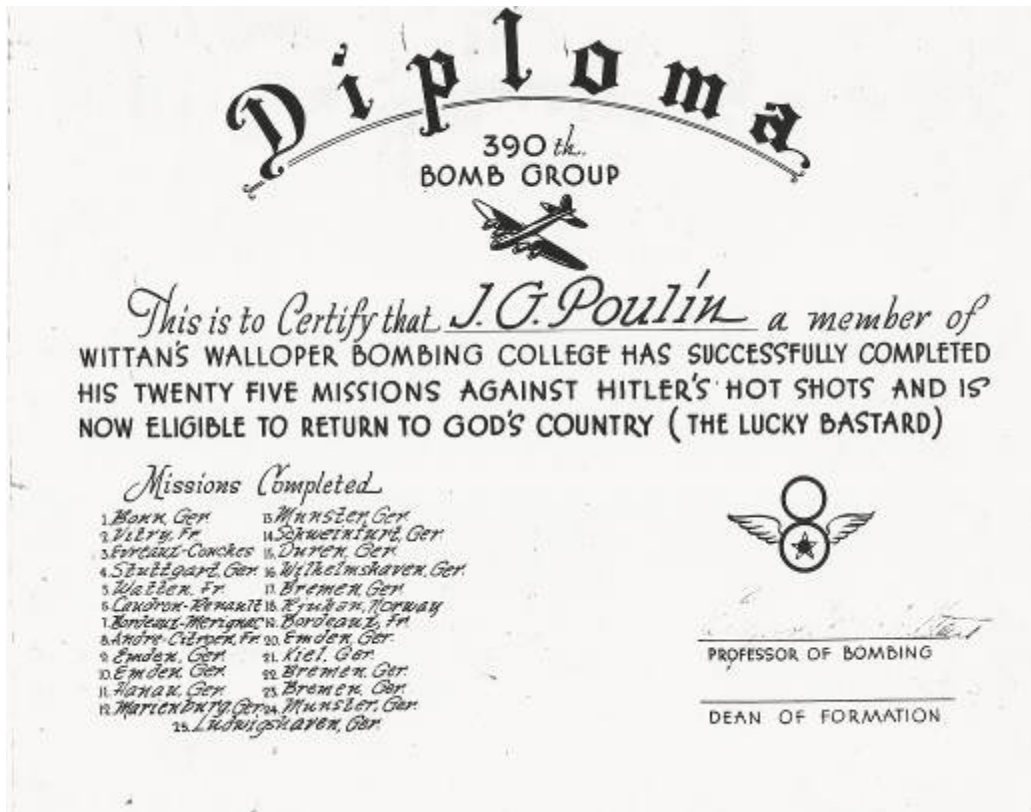 Diploma
390 th.
BOMB GROUP
This is to Certify that J. G. Poulin a member of
WITTAN'S WALLOPER BOMBING COLLEGE HAS SUCCESSFULLY COMPLETED
HIS TWENTY FIVE MISSIONS AGAINST HITLER'S HOT SHOTS AND IS
NOW ELIGIBLE TO RETURN TO GOD'S COUNTRY (THE LUCKY BASTARD)
Missions Completed
1. Bonn, Ger.
2. Vitry, Fr.
3. Evreaux-Conches
4. Stuttgart, Ger.
5. Watten, Fr.
6. Caudron-Renault
7. Bordeaux-Merignac
8. Andre-Citroen, Fr.
9. Emden, Ger.
10. Emden, Ger.
11. Hanau, Ger.
12. Marienburg, Ger.
13. Munster, Ger.
14. Schweinfurt, Ger.
15. Duren, Ger.
16. Wilhelmshaven, Ger.
17. Bremen, Ger.
18. Rjukan, Norway
19. Bordeaux, Fr.
20. Emden, Ger.
21. Kiel, Ger.
22. Bremen, Ger.
23. Bremen, Ger.
24. Munster, Ger.
25. Ludwigshaven, Ger.
PROFESSOR OF BOMBING
DEAN OF FORMATION